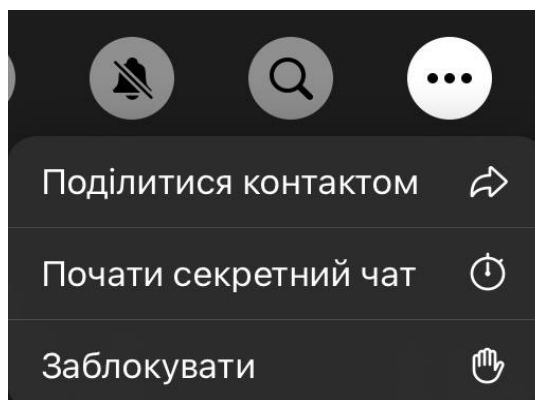 Поділитися контактом
Почати секретний чат
Заблокувати